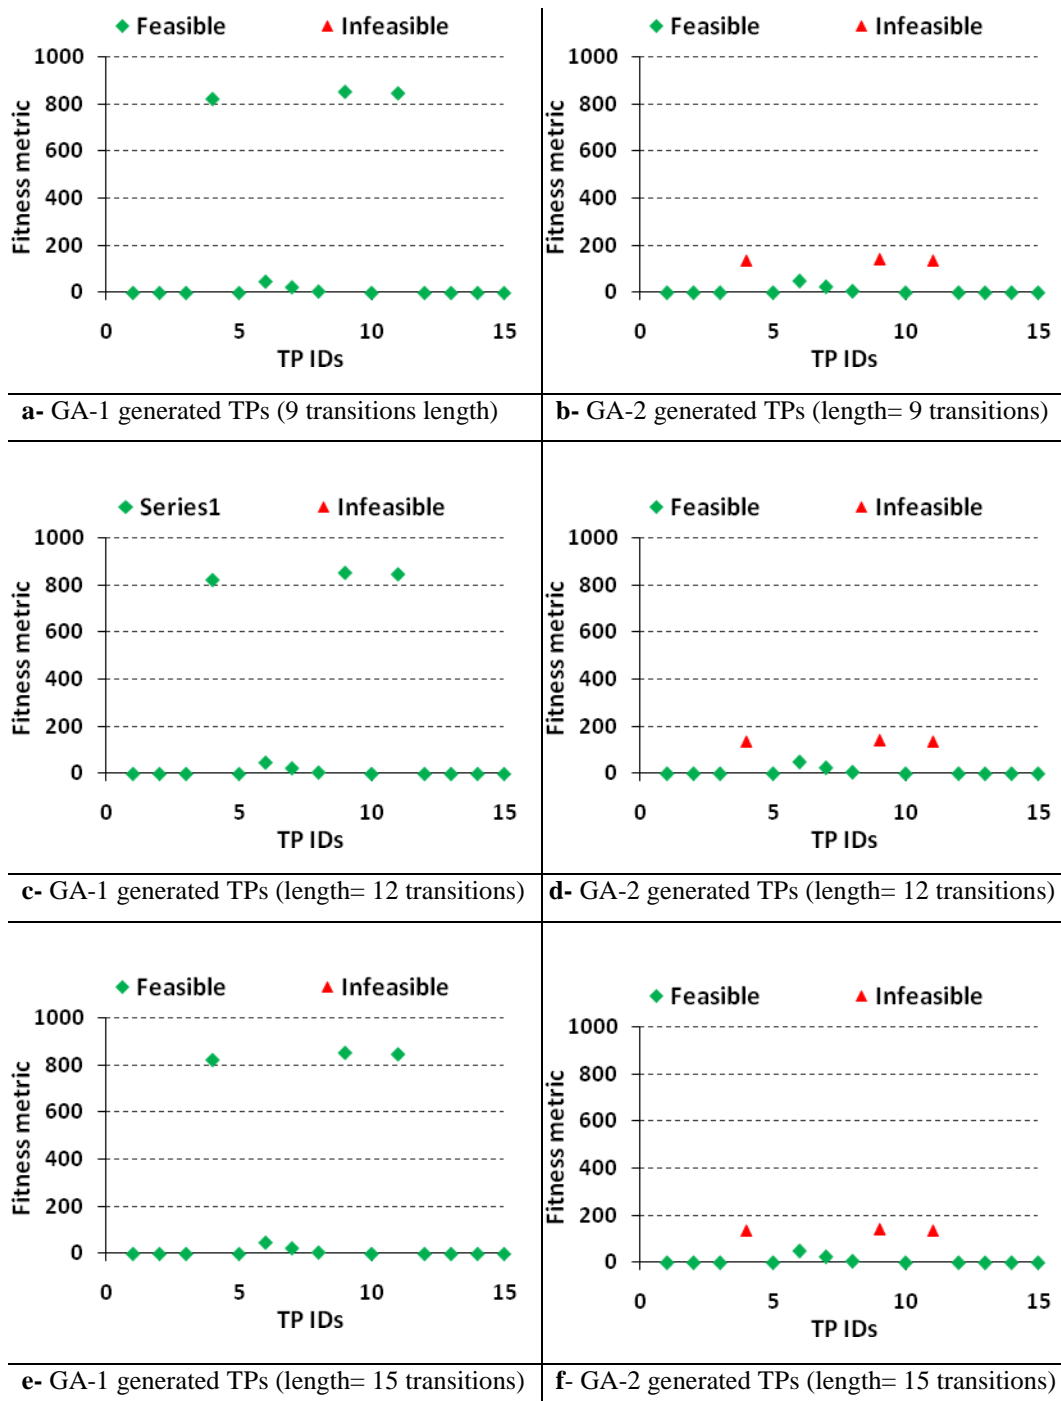 Feasible Infeasible
1000
800
600
400
200
0
Fitness metric
0 5 10 15
TP IDs
a- GA-1 generated TPs (9 transitions length)
Feasible Infeasible
1000
800
600
400
200
0
Fitness metric
0 5 10 15
TP IDs
b- GA-2 generated TPs (length= 9 transitions)
Series1 Infeasible
1000
800
600
400
200
0
Fitness metric
0 5 10 15
TP IDs
c- GA-1 generated TPs (length= 12 transitions)
Feasible Infeasible
1000
800
600
400
200
0
Fitness metric
0 5 10 15
TP IDs
d- GA-2 generated TPs (length= 12 transitions)
Feasible Infeasible
1000
800
600
400
200
0
Fitness metric
0 5 10 15
TP IDs
e- GA-1 generated TPs (length= 15 transitions)
Feasible Infeasible
1000
800
600
400
200
0
Fitness metric
0 5 10 15
TP IDs
f- GA-2 generated TPs (length= 15 transitions)